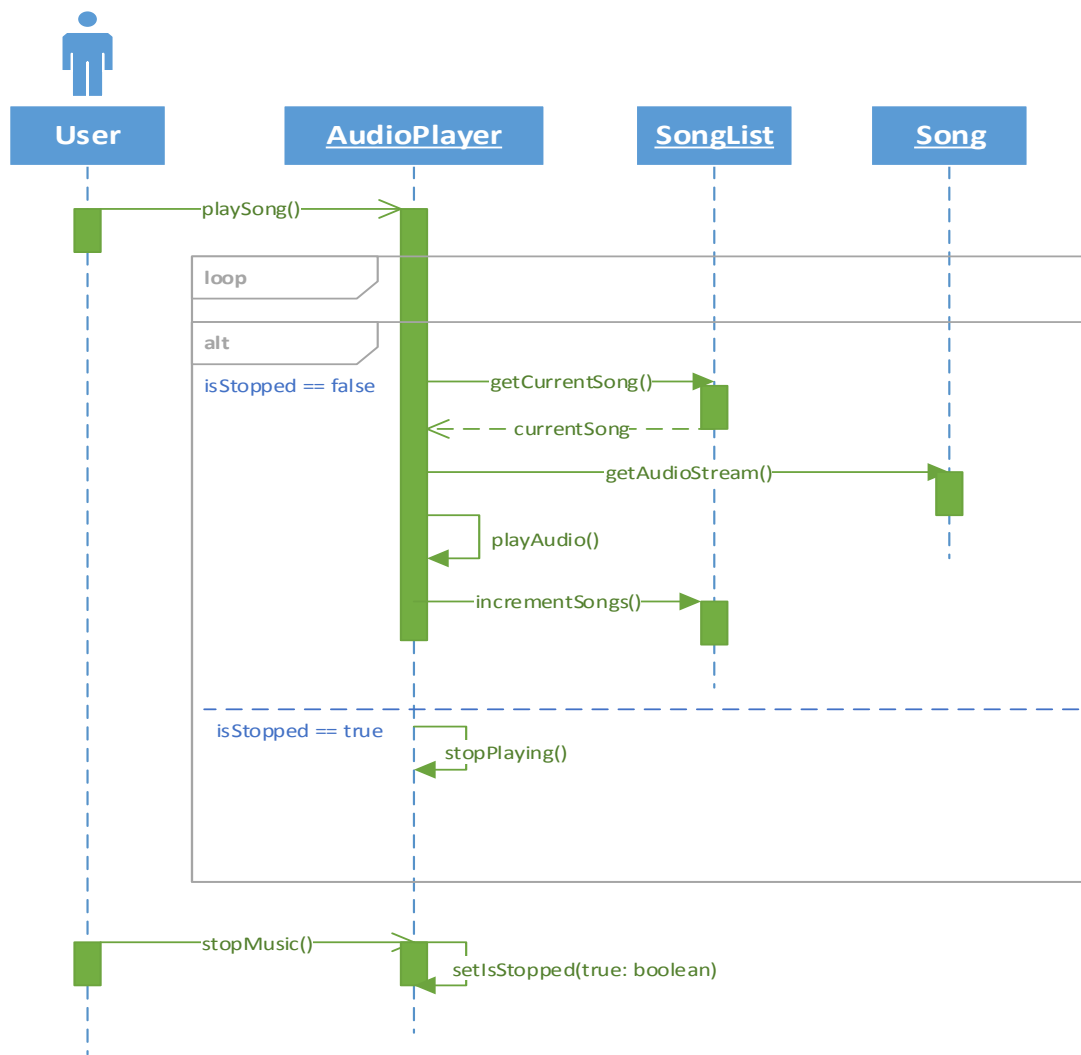 User
AudioPlayer
SongList
Song
playSong()
loop
alt
isStopped == false
getCurrentSong()
currentSong
getAudioStream()
playAudio()
incrementSongs()
isStopped == true
stopPlaying()
stopMusic()
setIsStopped(true: boolean)